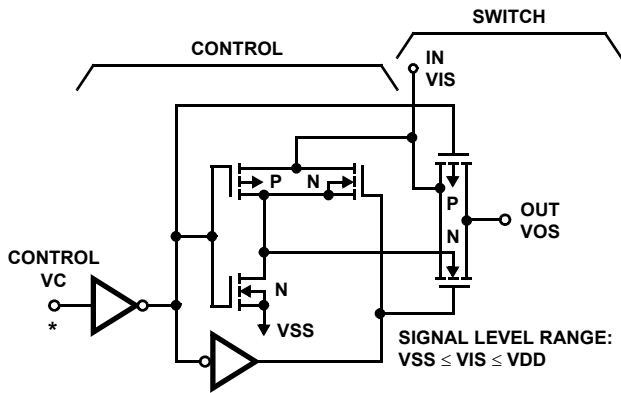 SWITCH
CONTROL
IN
VIS
P
N
P
OUT
VOS
N
CONTROL
VC
*
N
VSS
SIGNAL LEVEL RANGE:
VSS ≤ VIS ≤ VDD